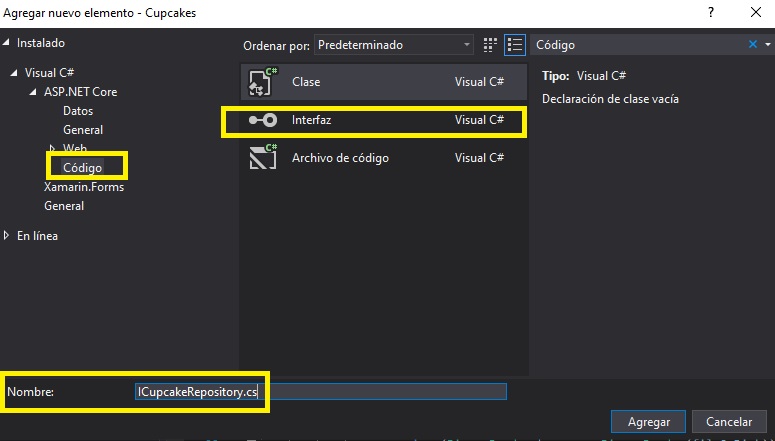 Agregar nuevo elemento - Cupcakes
?
Instalado
Ordenar por: Predeterminado
Código
Visual C#
ASP.NET Core
Datos
General
Web
Código
Xamarin.Forms
General
En línea
C# Clase Visual C#
Interfaz Visual C#
C# Archivo de código Visual C#
Tipo: Visual C#
Declaración de clase vacía
Nombre: ICupcakeRepository.cs
Agregar Cancelar